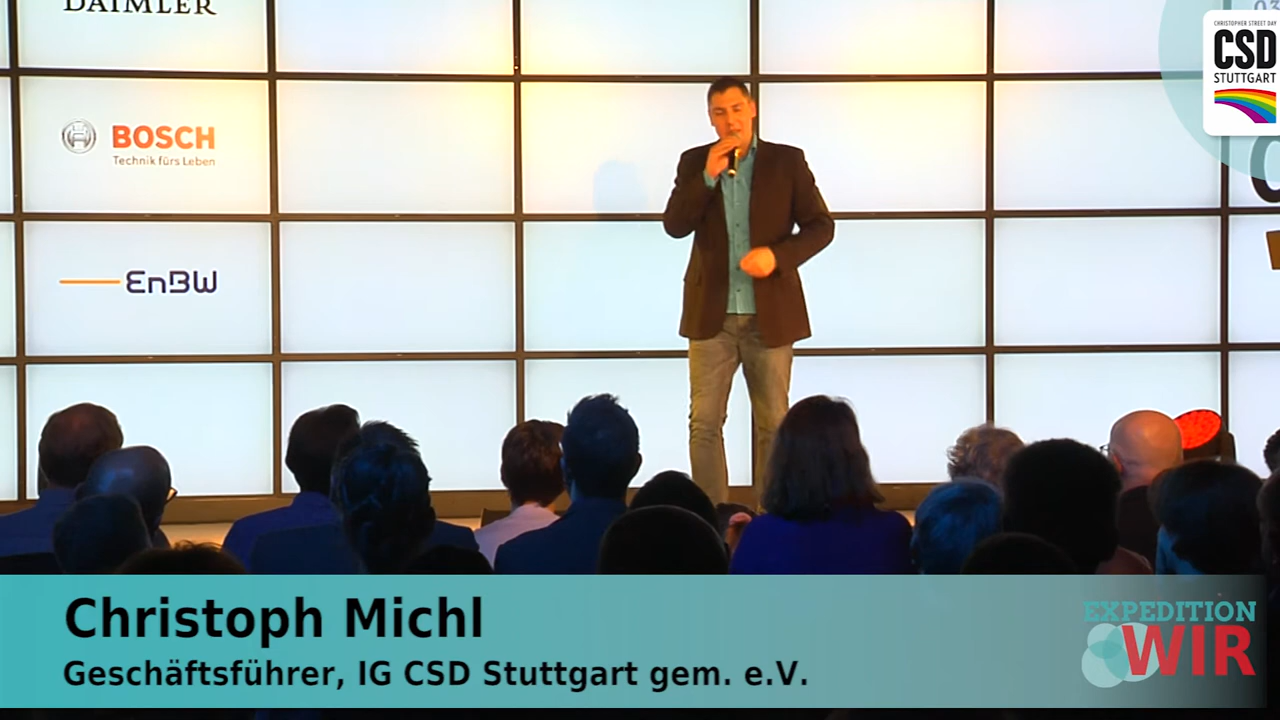 DAIMLER
BOSCH
Technik fürs Leben
EnBW
03
CHRISTOPHER STREET DAY
CSD
STUTTGART
Christoph Michl
Geschäftsführer, IG CSD Stuttgart gem. e.V.
EXPEDITION
WIR